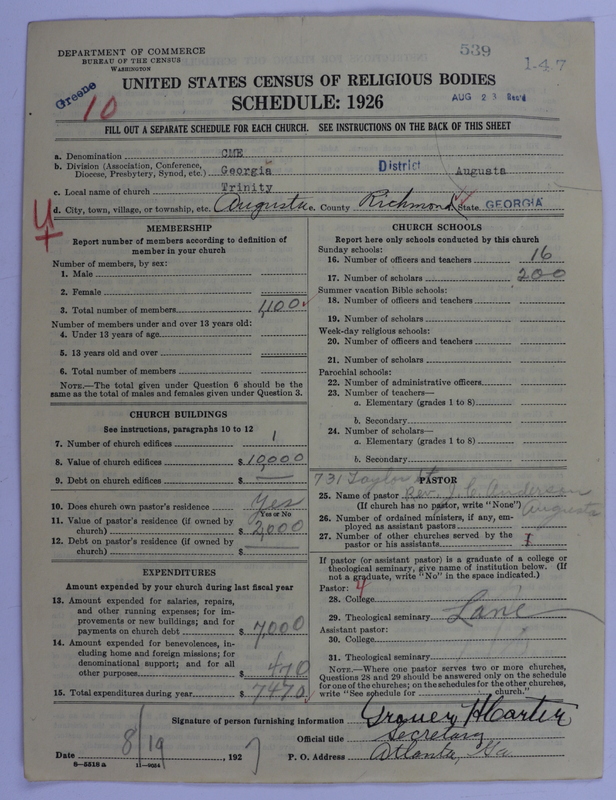 DEPARTMENT OF COMMERCE
BUREAU OF THE CENSUS
WASHINGTON
539
1-47
Greene
10
UNITED STATES CENSUS OF RELIGIOUS BODIES
SCHEDULE: 1926
AUG 23 Rec'd
FILL OUT A SEPARATE SCHEDULE FOR EACH CHURCH. SEE INSTRUCTIONS ON THE BACK OF THIS SHEET
a. Denomination CME
b. Division (Association, Conference, Diocese, Presbytery, Synod, etc.) Georgia District Augusta
c. Local name of church Trinity
d. City, town, village, or township, etc. Augusta e. County Richmond State GEORGIA
MEMBERSHIP
Report number of members according to definition of
member in your church
Number of members, by sex:
1. Male
2. Female
3. Total number of members 1,100
Number of members under and over 13 years old:
4. Under 13 years of age
5. 13 years old and over
6. Total number of members
NOTE.—The total given under Question 6 should be
same as the total of males and females given under Question 3.
CHURCH BUILDINGS
See instructions, paragraphs 10 to 12
7. Number of church edifices 1
8. Value of church edifices $ 10,000
9. Debt on church edifices $
10. Does church own pastor's residence? Yes
Yes or No
11. Value of pastor's residence (if owned by
church) $ 2,000
12. Debt on pastor's residence (if owned by
church) $
EXPENDITURES
Amount expended by your church during last fiscal year
13. Amount expended for salaries, repairs,
and other running expenses; for im-
provements or new buildings; and for
payments on church debt $ 7,000
14. Amount expended for benevolences, in-
cluding home and foreign missions; for
denominational support; and for all
other purposes $ 470
15. Total expenditures during year $ 7470
CHURCH SCHOOLS
Report here only schools conducted by this church
Sunday schools:
16. Number of officers and teachers 16
17. Number of scholars 200
Summer vacation Bible schools:
18. Number of officers and teachers
19. Number of scholars
Week-day religious schools:
20. Number of officers and teachers
21. Number of scholars
Parochial schools:
22. Number of administrative officers
23. Number of teachers—
a. Elementary (grades 1 to 8)
b. Secondary
24. Number of scholars—
a. Elementary (grades 1 to 8)
b. Secondary
731 Taylor St
PASTOR
25. Name of pastor Rev. J. C. Anderson
(If church has no pastor, write "None") Augusta
26. Number of ordained ministers, if any, em-
ployed as assistant pastors
27. Number of other churches served by the
pastor or his assistants 1
If pastor (or assistant pastor) is a graduate of a college or
theological seminary, give name of institution below. (If
not a graduate, write "No" in the space indicated.)
Pastor: 4
28. College
29. Theological seminary Lane
Assistant pastor:
30. College
31. Theological seminary
NOTE.—Where one pastor serves two or more churches,
Questions 28 and 29 should be answered only on the schedule
for one of the churches; on the schedules for the other churches,
write "See schedule for church."
Signature of person furnishing information Grover H Carter
Official title Secretary
Date 8/19, 1927
P. O. Address Atlanta, Ga
8—5518 a
11—9034